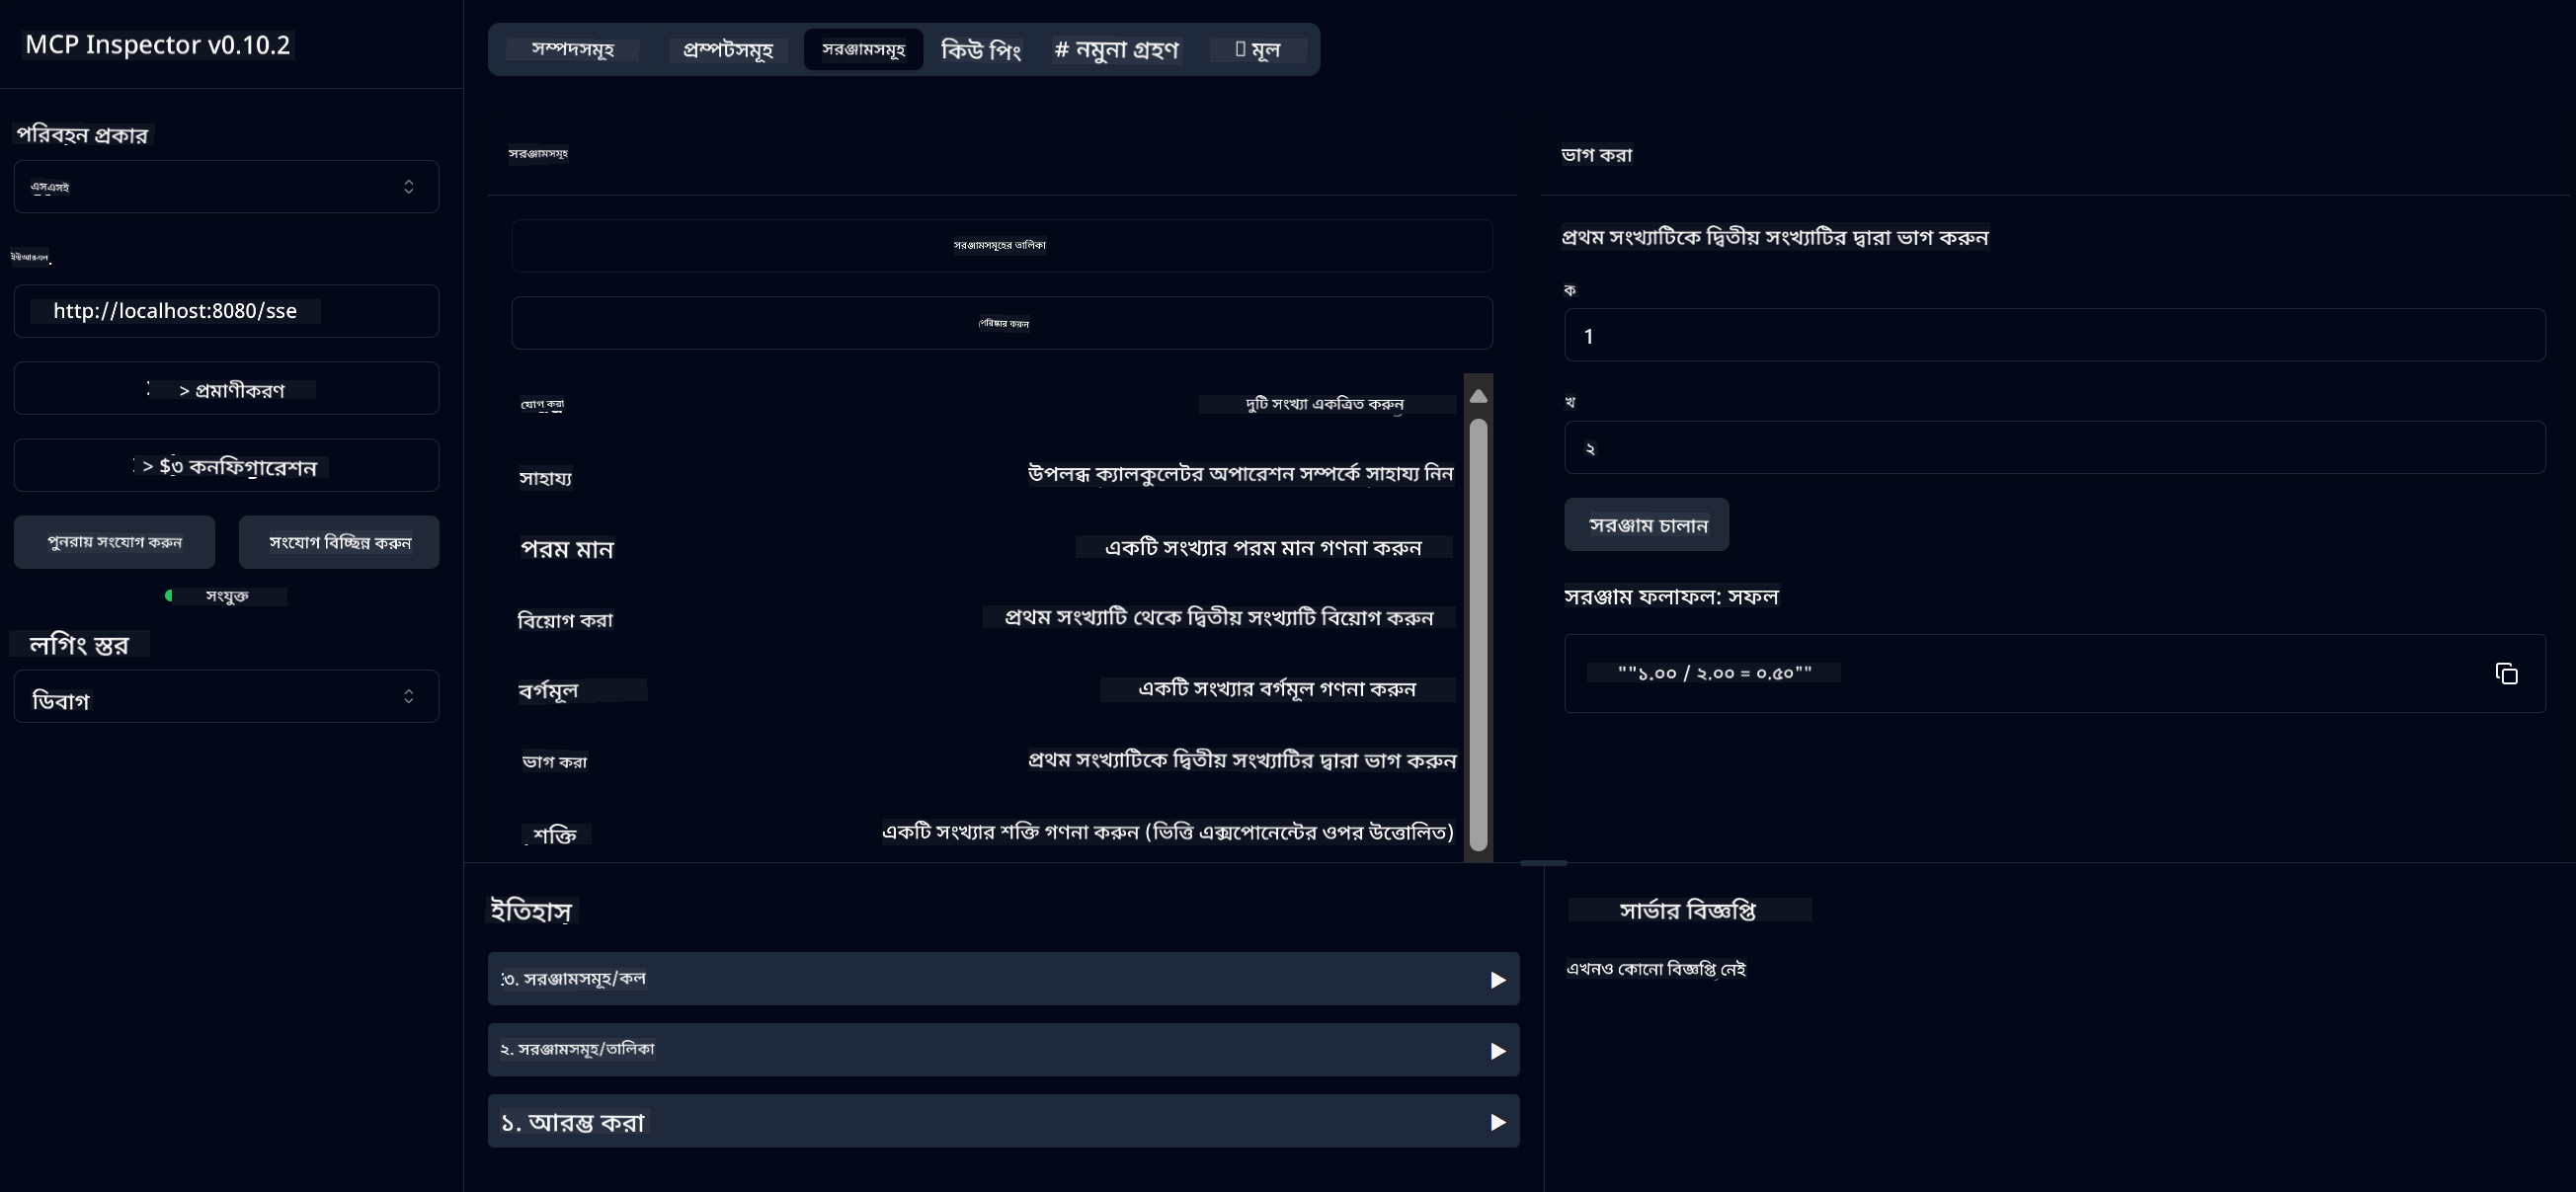 MCP Inspector v0.10.2
পরিবহন প্রকার
এসএসই
ইউআরএল
http://localhost:8080/sse
> প্রমাণীকরণ
> $৩ কনফিগারেশন
পুনরায় সংযোগ করুন সংযোগ বিচ্ছিন্ন করুন
সংযুক্ত
লগিং স্তর
ডিবাগ
সম্পদসমূহ প্রম্পটসমূহ সরঞ্জামসমূহ কিউ পিং # নমুনা গ্রহণ মূল
সরঞ্জামসমূহ
সরঞ্জামসমূহের তালিকা
পরিষ্কার করুন
যোগ করা দুটি সংখ্যা একত্রিত করুন
সাহায্য উপলব্ধ ক্যালকুলেটর অপারেশন সম্পর্কে সাহায্য নিন
পরম মান একটি সংখ্যার পরম মান গণনা করুন
বিয়োগ করা প্রথম সংখ্যাটি থেকে দ্বিতীয় সংখ্যাটি বিয়োগ করুন
বর্গমূল একটি সংখ্যার বর্গমূল গণনা করুন
ভাগ করা প্রথম সংখ্যাটিকে দ্বিতীয় সংখ্যাটির দ্বারা ভাগ করুন
শক্তি একটি সংখ্যার শক্তি গণনা করুন (ভিত্তি এক্সপোনেন্টের ওপর উত্তোলিত)
ভাগ করা
প্রথম সংখ্যাটিকে দ্বিতীয় সংখ্যাটির দ্বারা ভাগ করুন
ক
1
খ
২
সরঞ্জাম চালান
সরঞ্জাম ফলাফল: সফল
""১.০০ / ২.০০ = ০.৫০""
ইতিহাস
৩. সরঞ্জামসমূহ/কল
২. সরঞ্জামসমূহ/তালিকা
১. আরম্ভ করা
সার্ভার বিজ্ঞপ্তি
এখনও কোনো বিজ্ঞপ্তি নেই